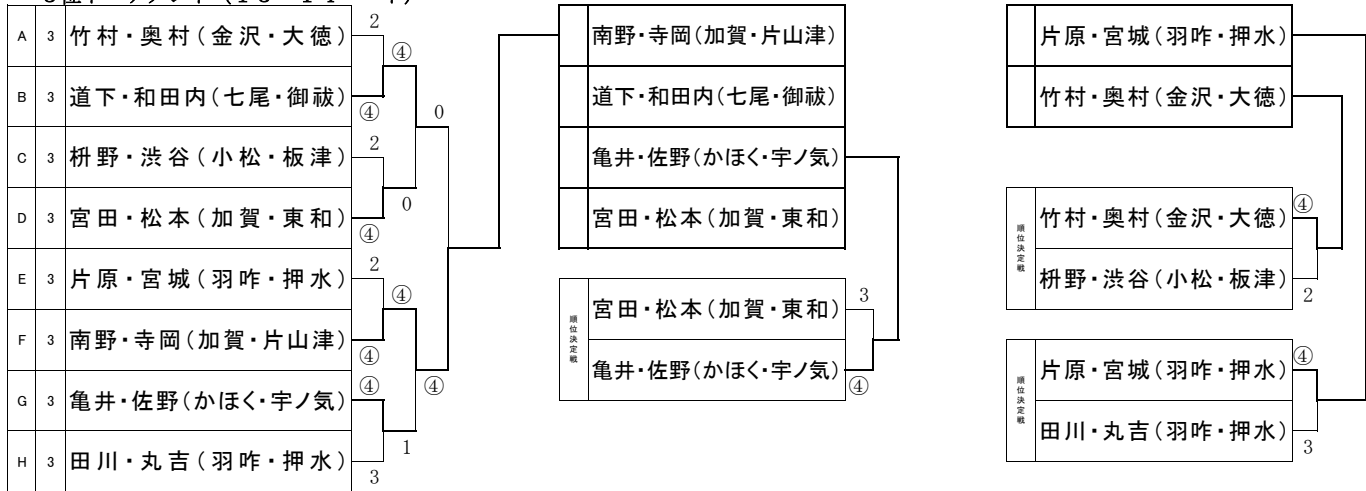 A 3 竹村・奥村(金沢・大徳) 2
④
B 3 道下・和田内(七尾・御祓) ④
0
C 3 枡野・渋谷(小松・板津) 2
0
D 3 宮田・松本(加賀・東和) ④
E 3 片原・宮城(羽咋・押水) 2
④
F 3 南野・寺岡(加賀・片山津) ④
④
G 3 亀井・佐野(かほく・宇ノ気) ④
1
H 3 田川・丸吉(羽咋・押水) 3
南野・寺岡(加賀・片山津)
道下・和田内(七尾・御祓)
亀井・佐野(かほく・宇ノ気)
宮田・松本(加賀・東和)
順位決定戦
宮田・松本(加賀・東和) 3
亀井・佐野(かほく・宇ノ気) ④
片原・宮城(羽咋・押水)
竹村・奥村(金沢・大徳)
順位決定戦
竹村・奥村(金沢・大徳) ④
枡野・渋谷(小松・板津) 2
順位決定戦
片原・宮城(羽咋・押水) ④
田川・丸吉(羽咋・押水) 3